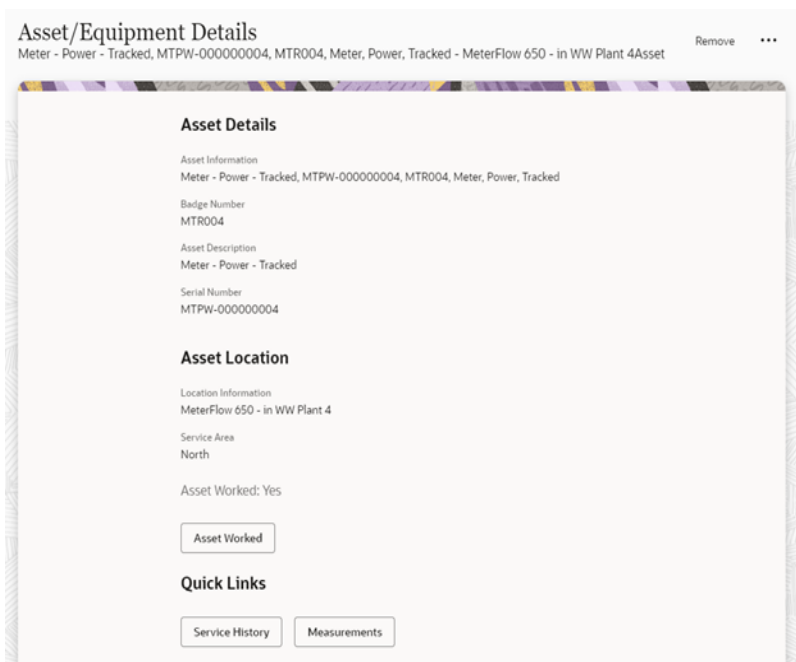 Asset/Equipment Details
Remove
Meter - Power - Tracked, MTPW-000000004, MTR004, Meter, Power, Tracked - MeterFlow 650 - in WW Plant 4Asset
Asset Details
Asset Information
Meter - Power - Tracked, MTPW-000000004, MTR004, Meter, Power, Tracked
Badge Number
MTR004
Asset Description
Meter - Power - Tracked
Serial Number
MTPW-000000004
Asset Location
Location Information
MeterFlow 650 - in WW Plant 4
Service Area
North
Asset Worked: Yes
Asset Worked
Quick Links
Service History
Measurements